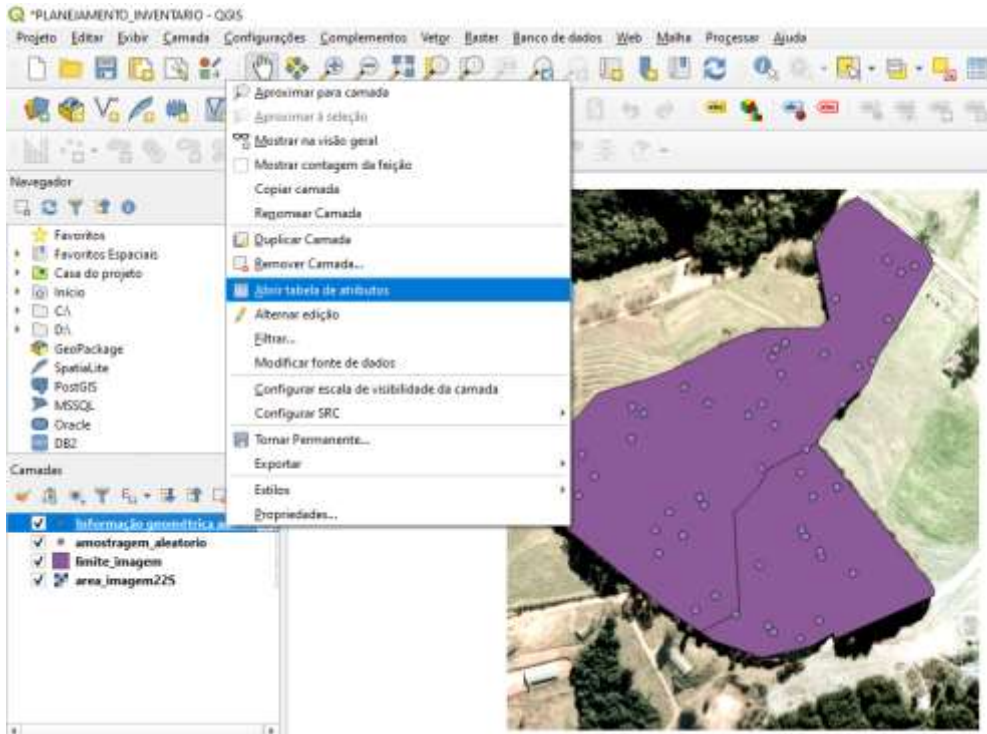 *PLANEJAMENTO_INVENTARIO - QGIS
Projeto Editar Exibir Camada Configurações Complementos Vetor Raster Banco de dados Web Malha Processar Ajuda
Aproximar para camada
Aproximar à seleção
Mostrar na visão geral
Mostrar contagem da feição
Copiar camada
Renomear Camada
Duplicar Camada
Remover Camada...
Abrir tabela de atributos
Alternar edição
Filtrar...
Modificar fonte de dados
Configurar escala de visibilidade da camada
Configurar SRC
Tornar Permanente...
Exportar
Estilos
Propriedades...
Navegador
Favoritos
Favoritos Espaciais
Casa do projeto
Início
C:\
D:\
GeoPackage
SpatiaLite
PostGIS
MSSQL
Oracle
DB2
Camadas
Informação geométrica
amostragem_aleatorio
limite_imagem
area_imagem225